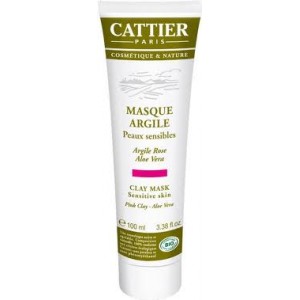 CATTIER
PARIS
COSMÉTIQUE & NATURE
MASQUE
ARGILE
Peaux sensibles
Argile Rose
Aloe Vera
CLAY MASK
Sensitive skin
Pink Clay - Aloe Vera
100 ml
3.38 fl oz
BIO